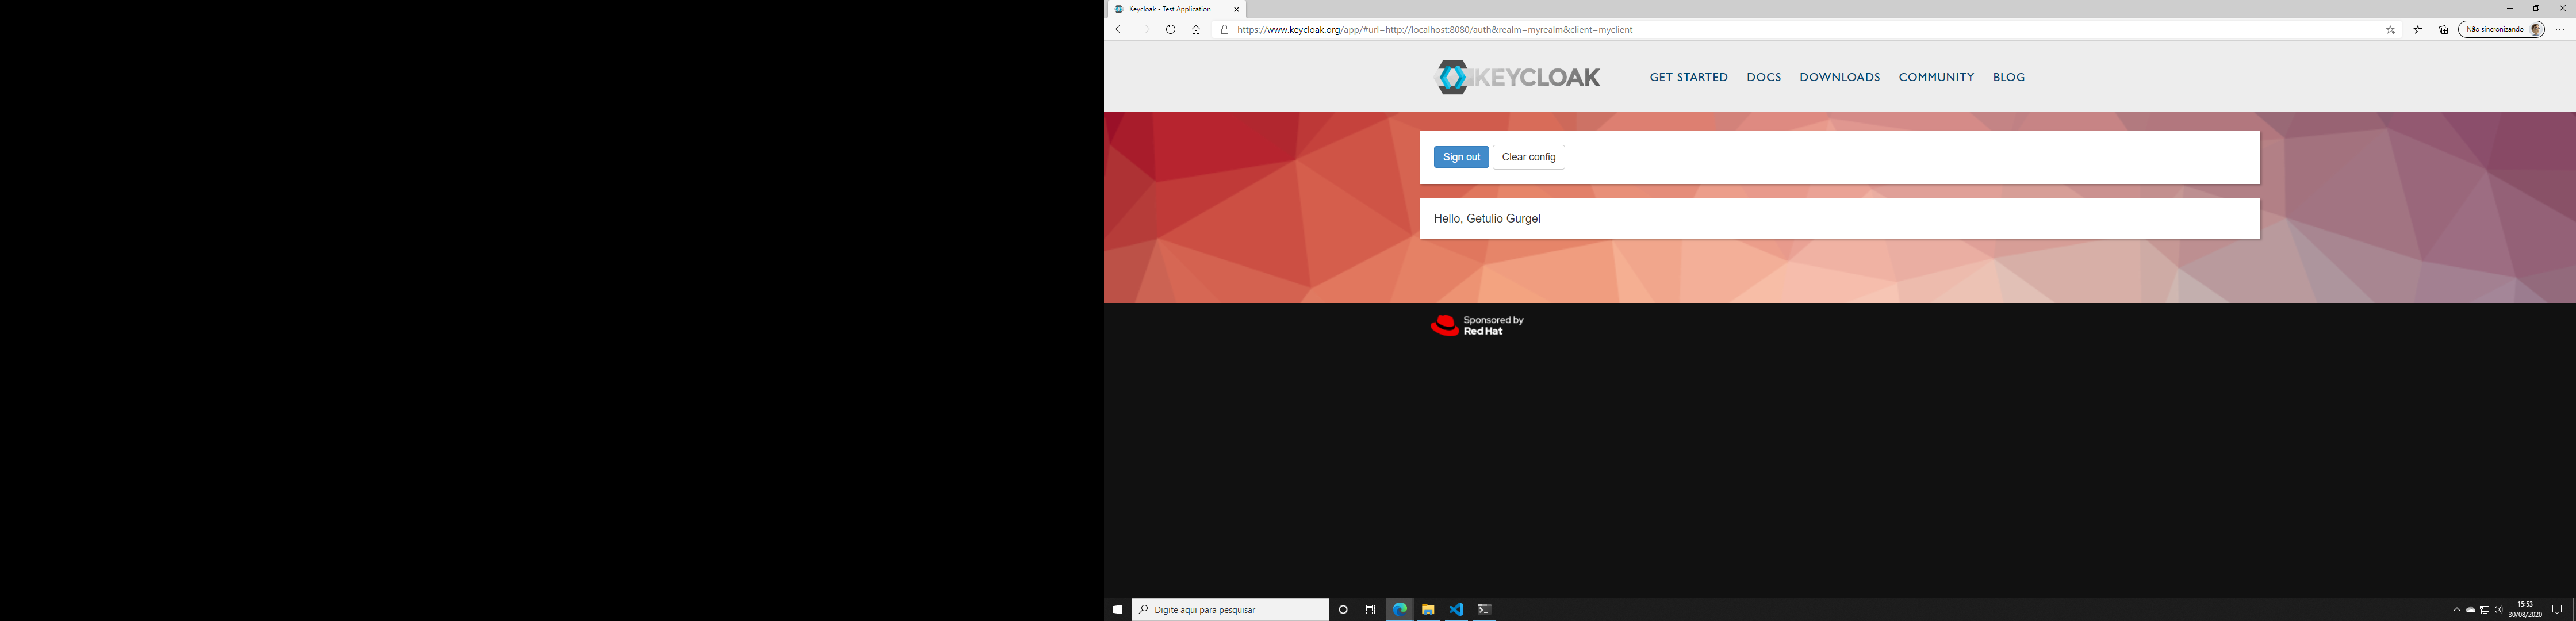 Keycloak - Test Application
https://www.keycloak.org/app/#url=http://localhost:8080/auth&realm=myrealm&client=myclient
Não sincronizando
KEYCLOAK
GET STARTED DOCS DOWNLOADS COMMUNITY BLOG
Sign out Clear config
Hello, Getulio Gurgel
Sponsored by
Red Hat
Digite aqui para pesquisar
15:53
30/08/2020